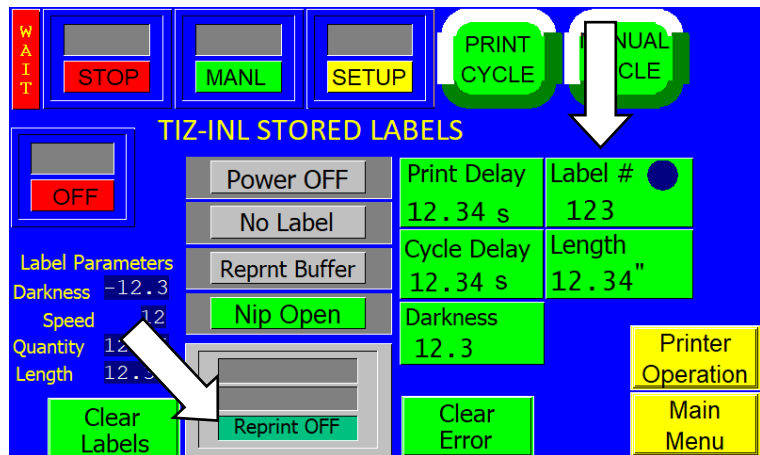 WAIT
STOP
MANL
SETUP
PRINT
CYCLE
TIZ-INL STORED LABELS
OFF
Power OFF
No Label
Reprnt Buffer
Nip Open
Print Delay
12.34 s
Label #
123
Cycle Delay
12.34 s
Length
12.34"
Darkness
12.3
Label Parameters
Darkness -12.3
Speed 12
Quantity
Length
Reprint OFF
Clear
Labels
Clear
Error
Printer
Operation
Main
Menu